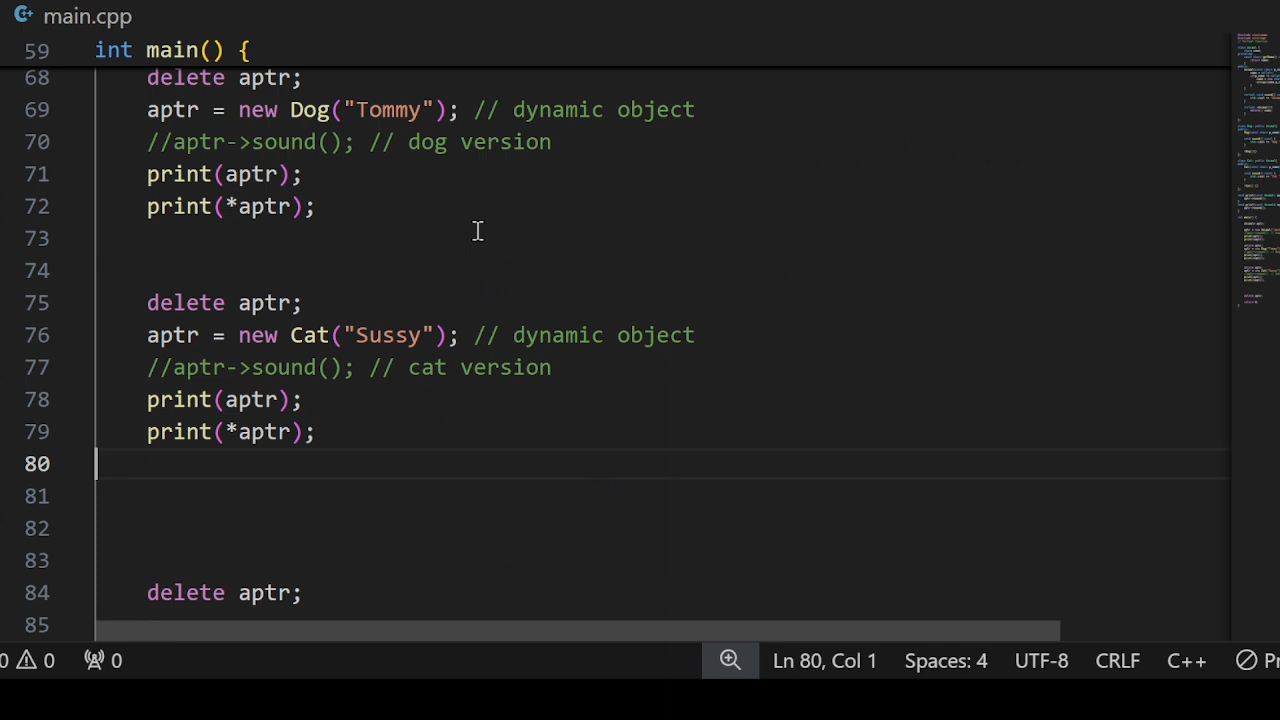 main.cpp
59 int main() {
68 delete aptr;
69 aptr = new Dog("Tommy"); // dynamic object
70 //aptr->sound(); // dog version
71 print(aptr);
72 print(*aptr);
73
74
75 delete aptr;
76 aptr = new Cat("Sussy"); // dynamic object
77 //aptr->sound(); // cat version
78 print(aptr);
79 print(*aptr);
80
81
82
83
84 delete aptr;
85
0 0 0 Ln 80, Col 1 Spaces: 4 UTF-8 CRLF C++ Pr